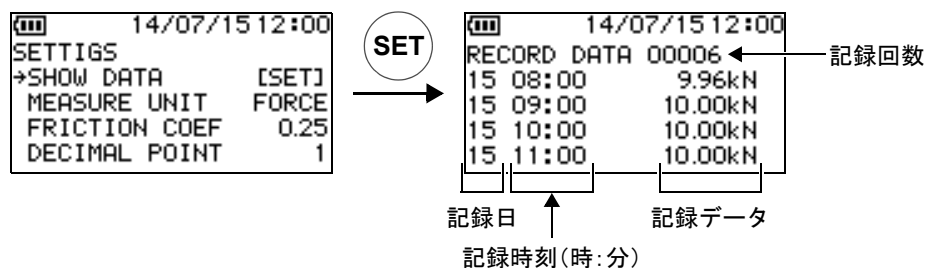 14/07/15 12:00
SETTIGS
→SHOW DATA [SET]
MEASURE UNIT FORCE
FRICTION COEF 0.25
DECIMAL POINT 1
SET
14/07/15 12:00
RECORD DATA 00006
15 08:00 9.96kN
15 09:00 10.00kN
15 10:00 10.00kN
15 11:00 10.00kN
記録回数
記録日
記録データ
記録時刻(時:分)